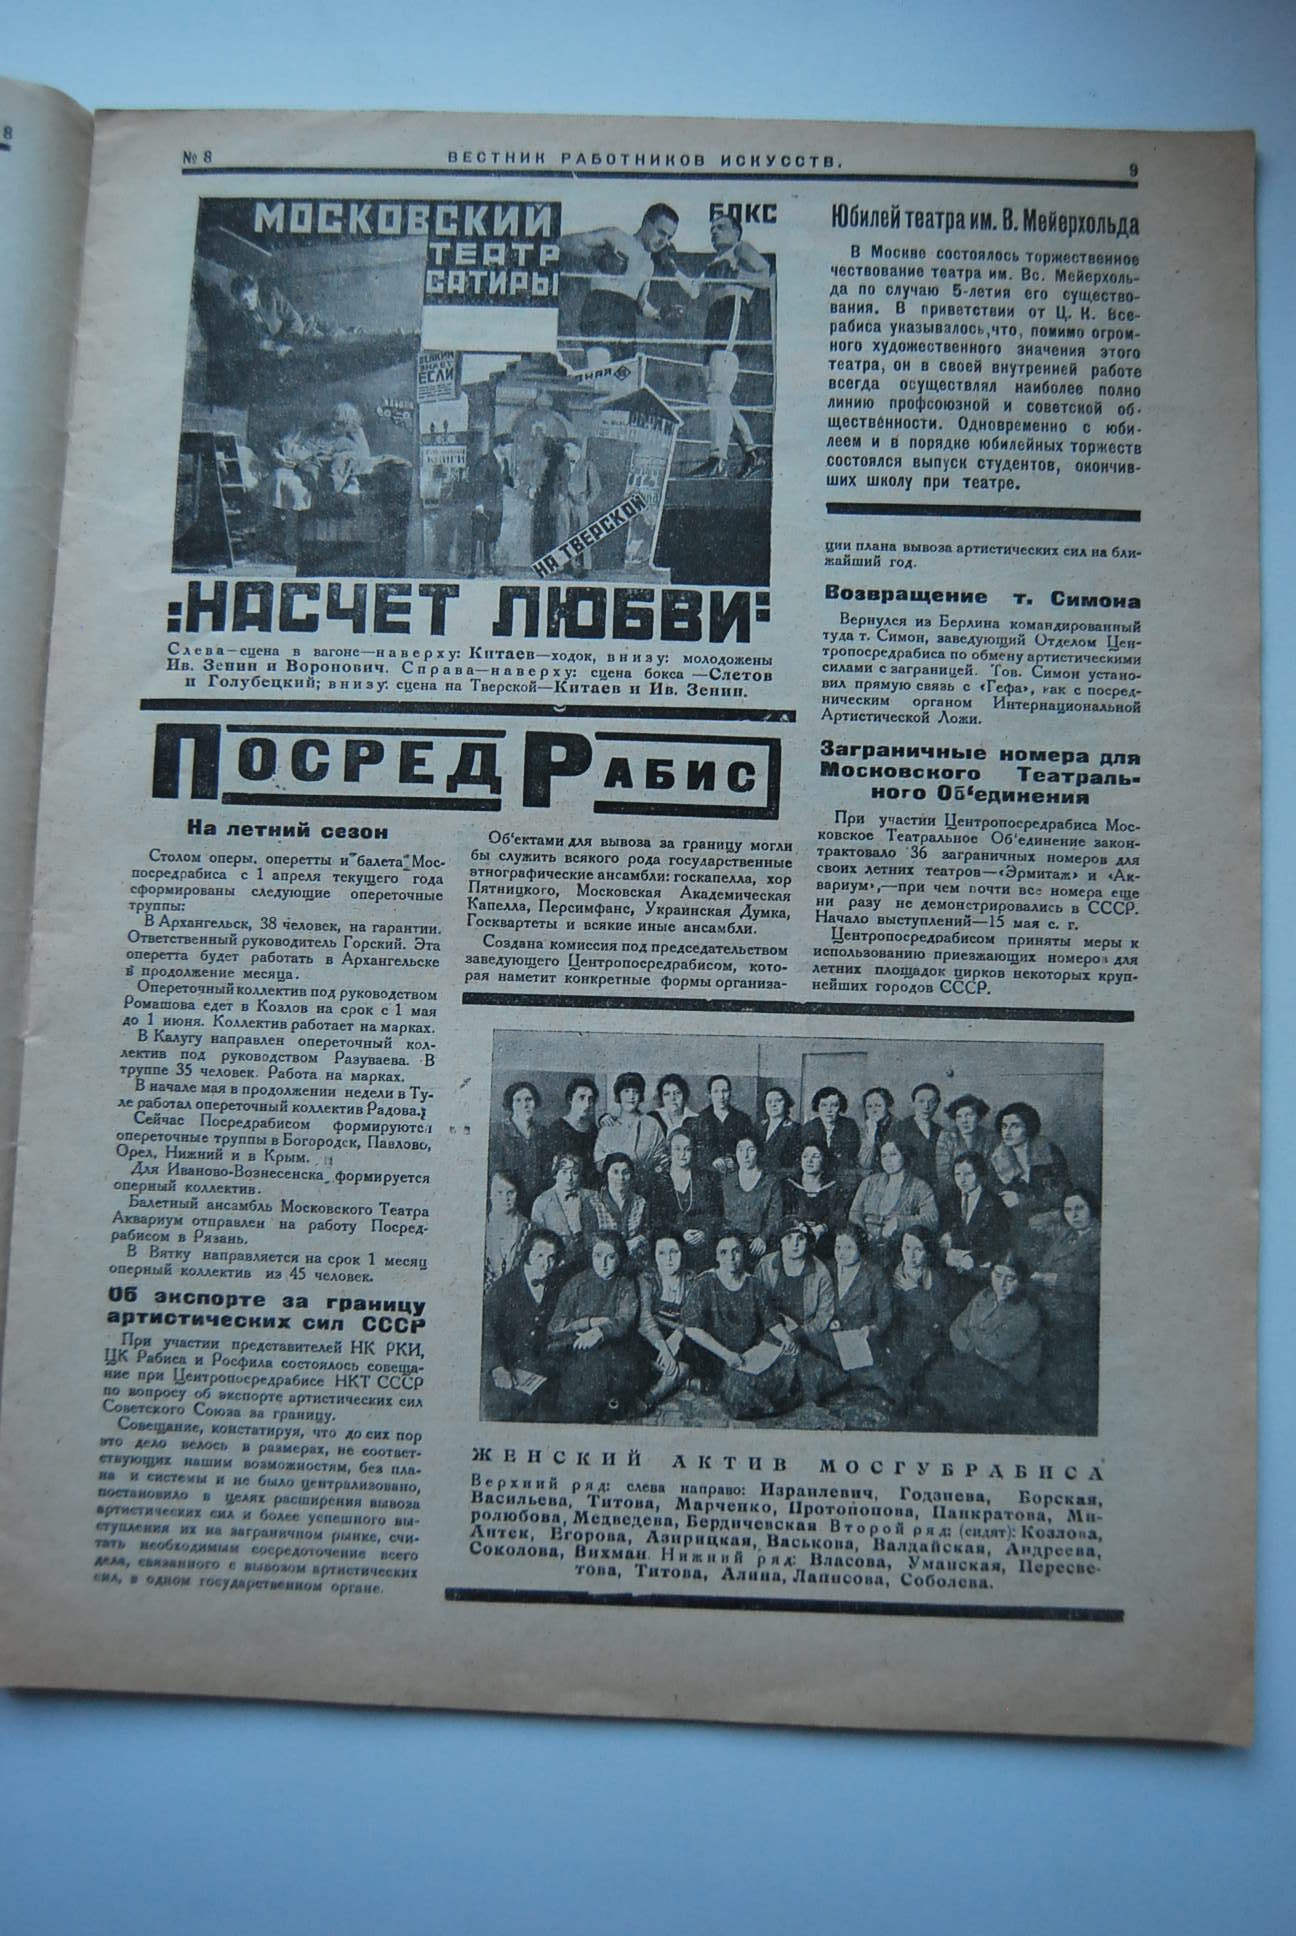 8
№ 8
ВЕСТНИК РАБОТНИКОВ ИСКУССТВ.
9
МОСКОВСКИЙ
ТЕАТР
САТИРЫ
БОКС
ЕСЛИ
КНИГИ
НА ТВЕРСКОЙ
„НАСЧЕТ ЛЮБВИ"
Слева—сцена в вагоне—наверху: Китаев—ходок, внизу: молодожены
Ив. Зенин и Воронович. Справа—наверху: сцена бокса—Слетов
и Голубецкий; внизу: сцена на Тверской—Китаев и Ив. Зенин.
ПОСРЕДРАБИС
На летний сезон
Столом оперы, оперетты и балета Мос-
посредрабиса с 1 апреля текущего года
сформированы следующие опереточные
труппы:
В Архангельск, 38 человек, на гарантии.
Ответственный руководитель Горский. Эта
оперетта будет работать в Архангельске
в продолжение месяца.
Опереточный коллектив под руководством
Ромашова едет в Козлов на срок с 1 мая
до 1 июня. Коллектив работает на марках.
В Калугу направлен опереточный кол-
лектив под руководством Разуваева. В
труппе 35 человек. Работа на марках.
В начале мая в продолжении недели в Ту-
ле работал опереточный коллектив Радова.
Сейчас Посредрабисом формируются
опереточные труппы в Богородск, Павлово,
Орел, Нижний и в Крым.
Для Иваново-Вознесенска формируется
оперный коллектив.
Балетный ансамбль Московского Театра
Аквариум отправлен на работу Посред-
рабисом в Рязань.
В Вятку направляется на срок 1 месяц
оперный коллектив из 45 человек.
Об экспорте за границу
артистических сил СССР
При участии представителей НК РКИ,
ЦК Рабиса и Росфила состоялось совеща-
ние при Центропосредрабисе НКТ СССР
по вопросу об экспорте артистических сил
Советского Союза за границу.
Совещание, констатируя, что до сих пор
это дело велось в размерах, не соответ-
ствующих нашим возможностям, без пла-
на и системы и не было централизовано,
постановило в целях расширения вывоза
артистических сил и более успешного вы-
ступления их на заграничном рынке, счи-
тать необходимым сосредоточение всего
дела, связанного с вывозом артистических
сил, в одном государственном органе.
Об'ектами для вывоза за границу могли
бы служить всякого рода государственные
этнографические ансамбли: госкапелла, хор
Пятницкого, Московская Академическая
Капелла, Персимфанс, Украинская Думка,
Госквартеты и всякие иные ансамбли.
Создана комиссия под председательством
заведующего Центропосредрабисом, кото-
рая наметит конкретные формы организа-
Юбилей театра им. В. Мейерхольда
В Москве состоялось торжественное
чествование театра им. Вс. Мейерхоль-
да по случаю 5-летия его существо-
вания. В приветствии от Ц. К. Все-
рабиса указывалось, что, помимо огром-
ного художественного значения этого
театра, он в своей внутренней работе
всегда осуществлял наиболее полно
линию профсоюзной и советской об-
щественности. Одновременно с юби-
леем и в порядке юбилейных торжеств
состоялся выпуск студентов, окончив-
ших школу при театре.
ции плана вывоза артистических сил на бли-
жайший год.
Возвращение т. Симона
Вернулся из Берлина командированный
туда т. Симон, заведующий Отделом Цен-
тропосредрабиса по обмену артистическими
силами с заграницей. Тов. Симон устано-
вил прямую связь с «Гефа», как с посред-
ническим органом Интернациональной
Артистической Ложи.
Заграничные номера для
Московского Театраль-
ного Об'единения
При участии Центропосредрабиса Мос-
ковское Театральное Об'единение закон-
трактовало 36 заграничных номеров для
своих летних театров—«Эрмитаж» и «Ак-
вариум»,—при чем почти все номера еще
ни разу не демонстрировались в СССР.
Начало выступлений—15 мая с. г.
Центропосредрабисом приняты меры к
использованию приезжающих номеров для
летних площадок цирков некоторых круп-
нейших городов СССР.
ЖЕНСКИЙ АКТИВ МОСГУБРАБИСА
Верхний ряд: слева направо: Израилевич, Годзиева, Борская,
Васильева, Титова, Марченко, Протопопова, Панкратова, Ми-
ролюбова, Медведева, Бердичевская Второй ряд: (сидят): Козлова,
Антек, Егорова, Азирицкая, Васькова, Валдайская, Андреева,
Соколова, Вихман. Нижний ряд: Власова, Уманская, Пересве-
това, Титова, Алина, Лаписова, Соболева.